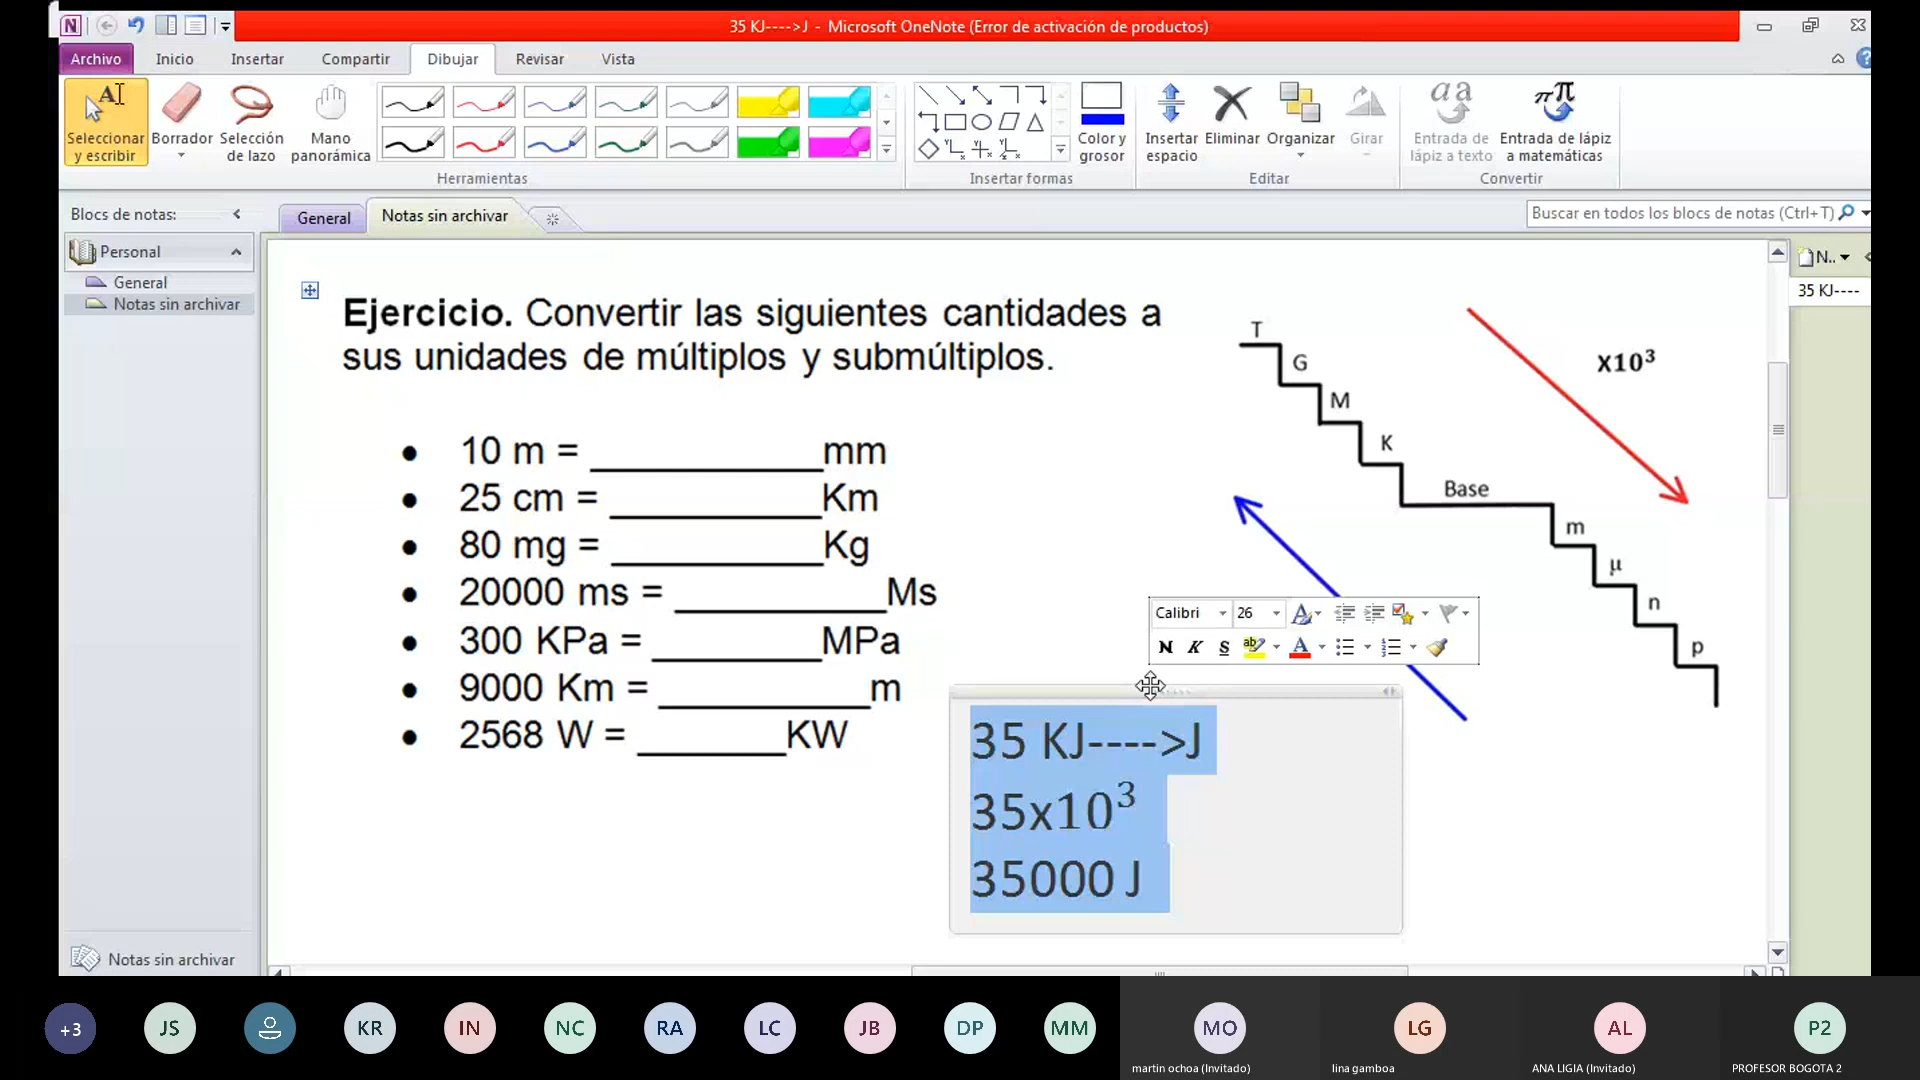 35 KJ---->J - Microsoft OneNote (Error de activación de productos)
Archivo Inicio Insertar Compartir Dibujar Revisar Vista
Seleccionar y escribir
Borrador
Selección de lazo
Mano panorámica
Color y grosor
Insertar espacio
Eliminar
Organizar
Girar
Entrada de lápiz a texto
Entrada de lápiz a matemáticas
Herramientas
Insertar formas
Editar
Convertir
Blocs de notas:
General
Notas sin archivar
Buscar en todos los blocs de notas (Ctrl+T)
Personal
General
Notas sin archivar
N..
35 KJ----
Ejercicio. Convertir las siguientes cantidades a
sus unidades de múltiplos y submúltiplos.
• 10 m = ___________mm
• 25 cm = __________Km
• 80 mg = __________Kg
• 20000 ms = __________Ms
• 300 KPa = ________MPa
• 9000 Km = __________m
• 2568 W = _______KW
T
G
M
K
Base
m
μ
n
p
X10³
Calibri 26
N K S
35 KJ---->J
35x10³
35000 J
Notas sin archivar
+3 JS KR IN NC RA LC JB DP MM MO LG AL P2
martin ochoa (Invitado)
lina gamboa
ANA LIGIA (Invitado)
PROFESOR BOGOTA 2